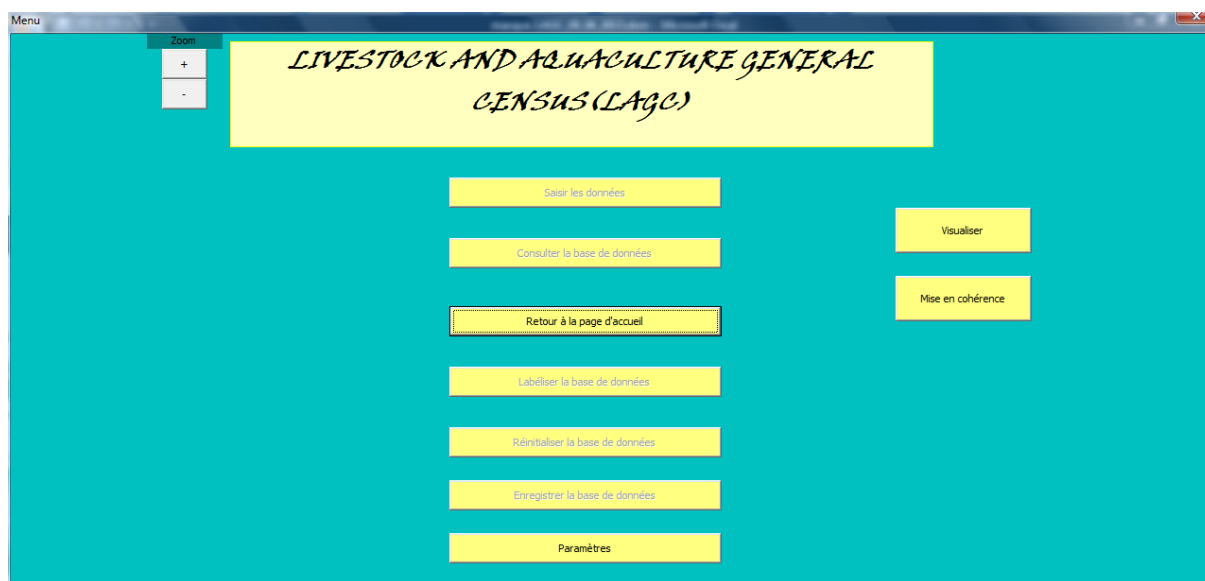 Menu
Zoom
+
-
LIVESTOCK AND AQUACULTURE GENERAL
CENSUS (LAGC)
Saisir les données
Visualiser
Consulter la base de données
Mise en cohérence
Retour à la page d'accueil
Labéliser la base de données
Réinitialiser la base de données
Enregistrer la base de données
Paramètres